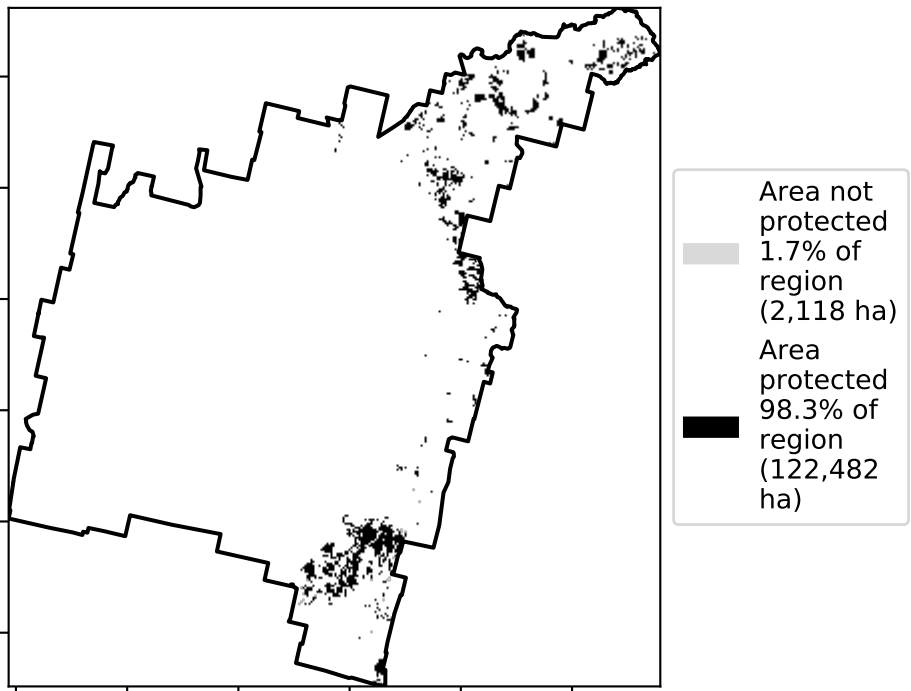 Area not
protected
1.7% of
region
(2,118 ha)
Area
protected
98.3% of
region
(122,482
ha)